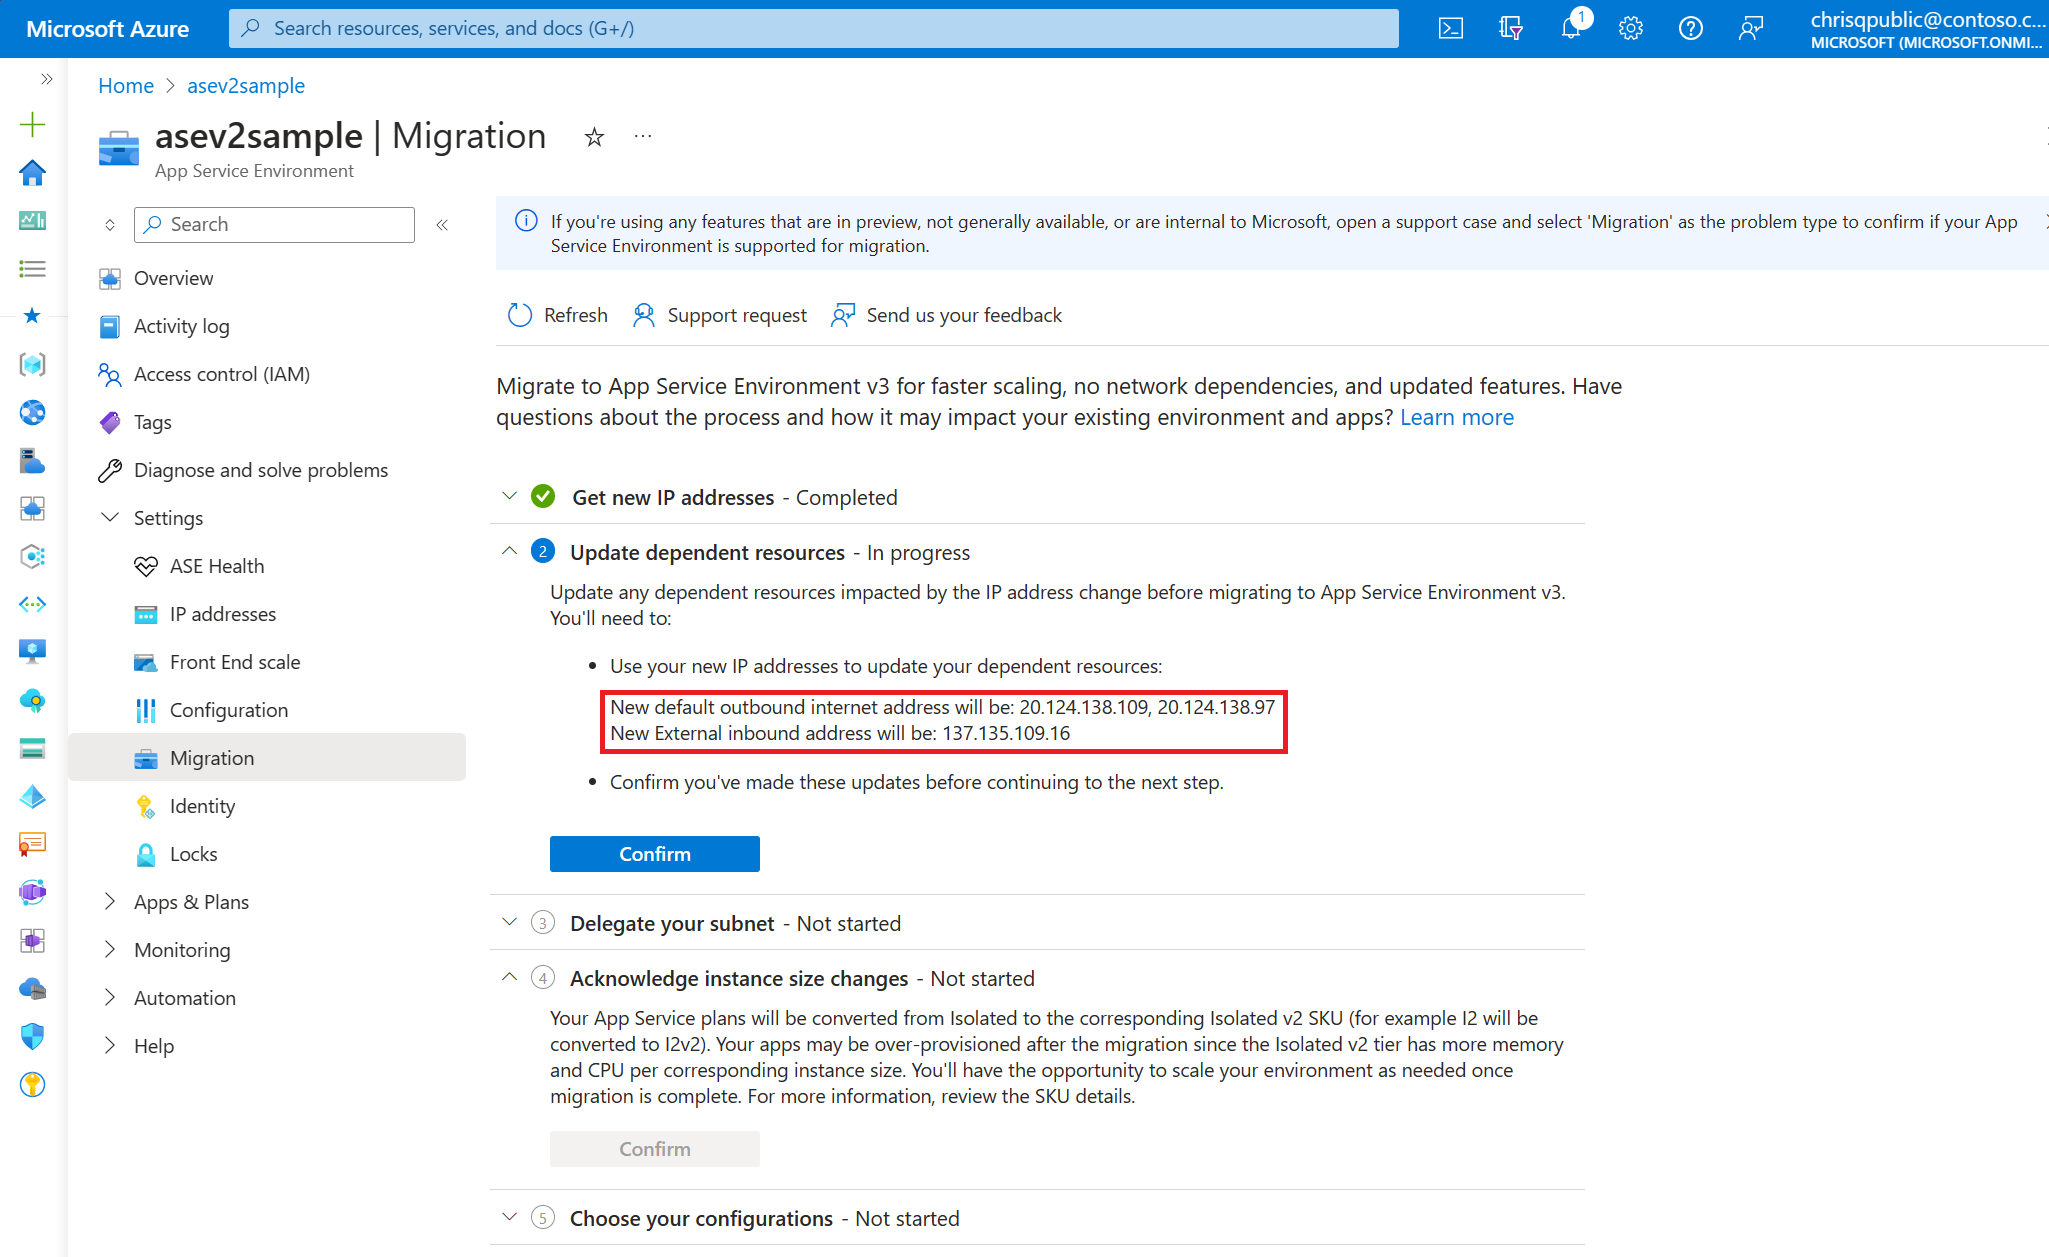 Microsoft Azure
Search resources, services, and docs (G+/)
1
chrisqpublic@contoso.c...
MICROSOFT (MICROSOFT.ONMI...
Home > asev2sample
asev2sample | Migration
App Service Environment
Search
Overview
Activity log
Access control (IAM)
Tags
Diagnose and solve problems
Settings
ASE Health
IP addresses
Front End scale
Configuration
Migration
Identity
Locks
Apps & Plans
Monitoring
Automation
Help
If you're using any features that are in preview, not generally available, or are internal to Microsoft, open a support case and select 'Migration' as the problem type to confirm if your App
Service Environment is supported for migration.
Refresh
Support request
Send us your feedback
Migrate to App Service Environment v3 for faster scaling, no network dependencies, and updated features. Have
questions about the process and how it may impact your existing environment and apps? Learn more
Get new IP addresses - Completed
2 Update dependent resources - In progress
Update any dependent resources impacted by the IP address change before migrating to App Service Environment v3.
You'll need to:
• Use your new IP addresses to update your dependent resources:
New default outbound internet address will be: 20.124.138.109, 20.124.138.97
New External inbound address will be: 137.135.109.16
• Confirm you've made these updates before continuing to the next step.
Confirm
3 Delegate your subnet - Not started
4 Acknowledge instance size changes - Not started
Your App Service plans will be converted from Isolated to the corresponding Isolated v2 SKU (for example I2 will be
converted to I2v2). Your apps may be over-provisioned after the migration since the Isolated v2 tier has more memory
and CPU per corresponding instance size. You'll have the opportunity to scale your environment as needed once
migration is complete. For more information, review the SKU details.
Confirm
5 Choose your configurations - Not started